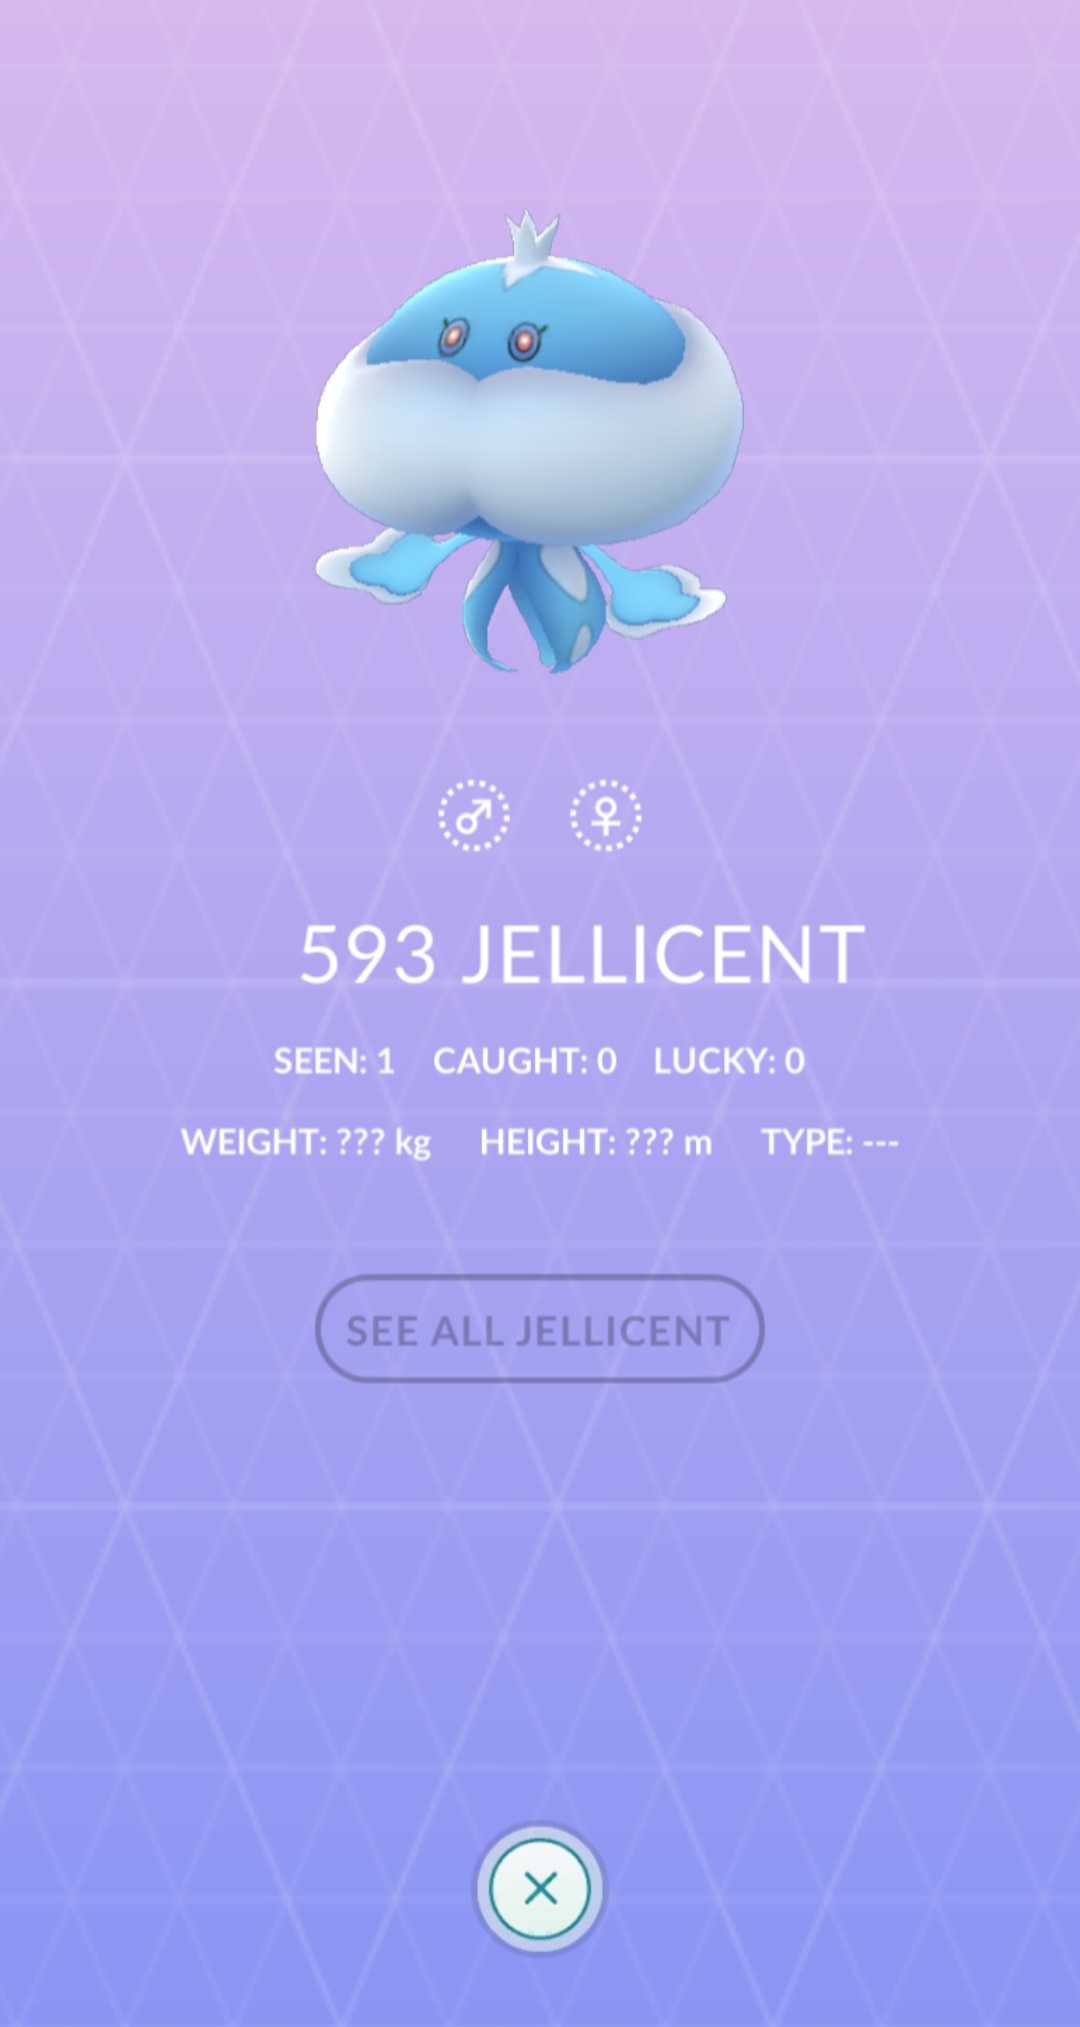 593 JELLICENT
SEEN: 1 CAUGHT: 0 LUCKY: 0
WEIGHT: ??? kg HEIGHT: ??? m TYPE: ---
SEE ALL JELLICENT